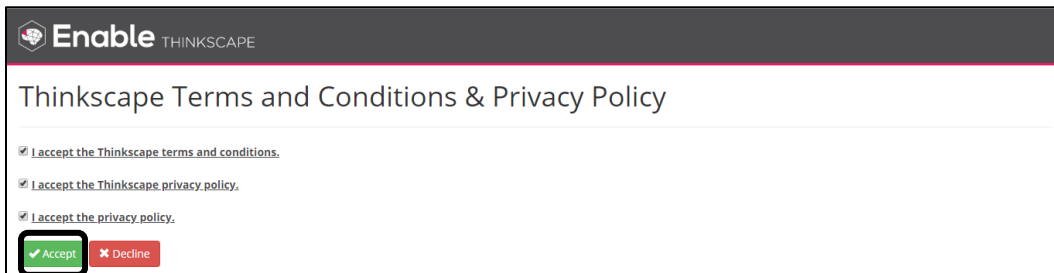 Enable THINKSCAPE
Thinkscape Terms and Conditions & Privacy Policy
I accept the Thinkscape terms and conditions.
I accept the Thinkscape privacy policy.
I accept the privacy policy.
Accept Decline